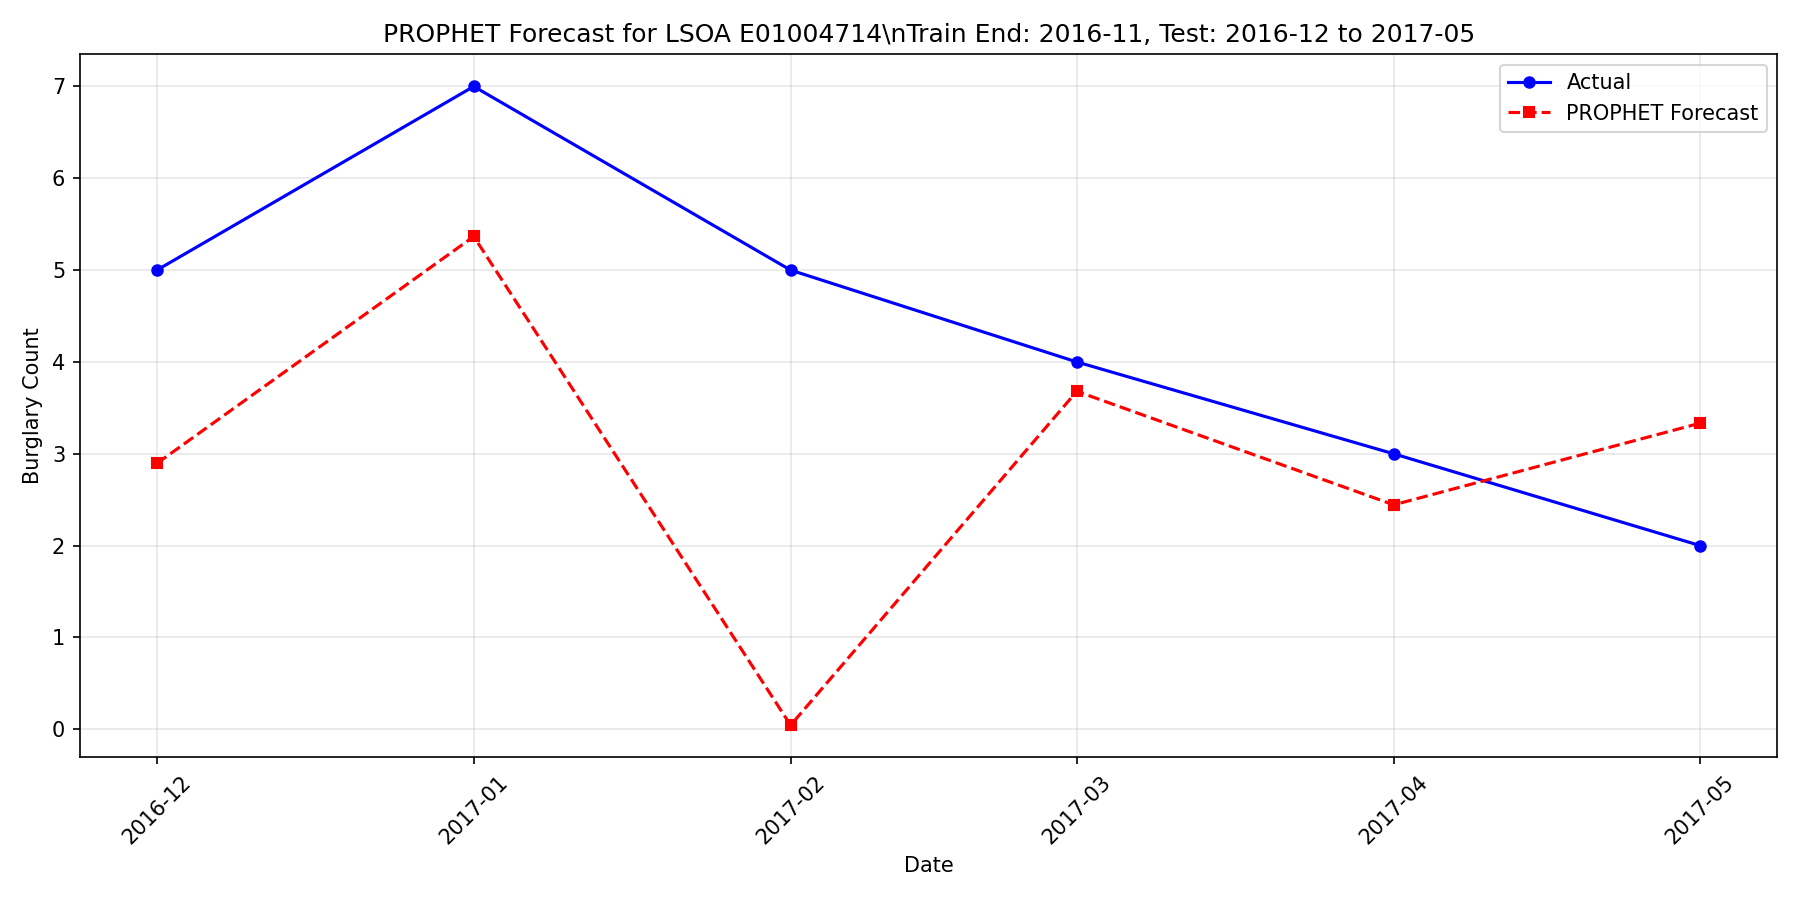 PROPHET Forecast for LSOA E01004714\nTrain End: 2016-11, Test: 2016-12 to 2017-05
Actual
PROPHET Forecast
Burglary Count
7
6
5
4
3
2
1
0
2016-12
2017-01
2017-02
2017-03
2017-04
2017-05
Date